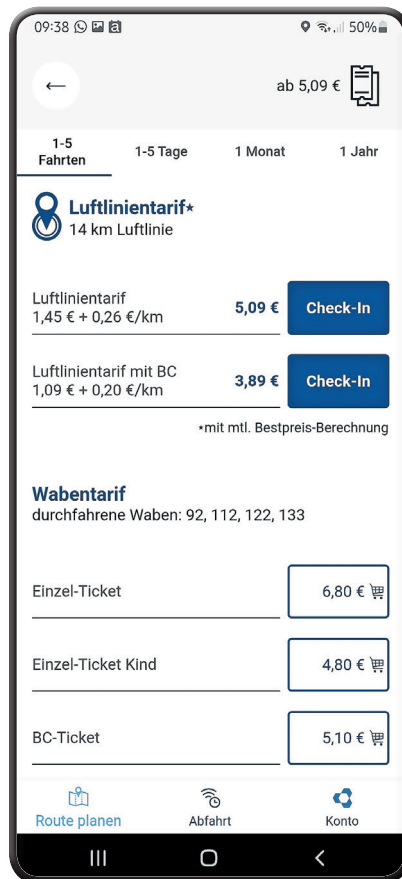 09:38 50%
ab 5,09 €
1-5 Fahrten 1-5 Tage 1 Monat 1 Jahr
Luftlinientarif*
14 km Luftlinie
Luftlinientarif
1,45 € + 0,26 €/km
5,09 € Check-In
Luftlinientarif mit BC
1,09 € + 0,20 €/km
3,89 € Check-In
*mit mtl. Bestpreis-Berechnung
Wabentarif
durchfahrene Waben: 92, 112, 122, 133
Einzel-Ticket 6,80 €
Einzel-Ticket Kind 4,80 €
BC-Ticket 5,10 €
Route planen Abfahrt Konto